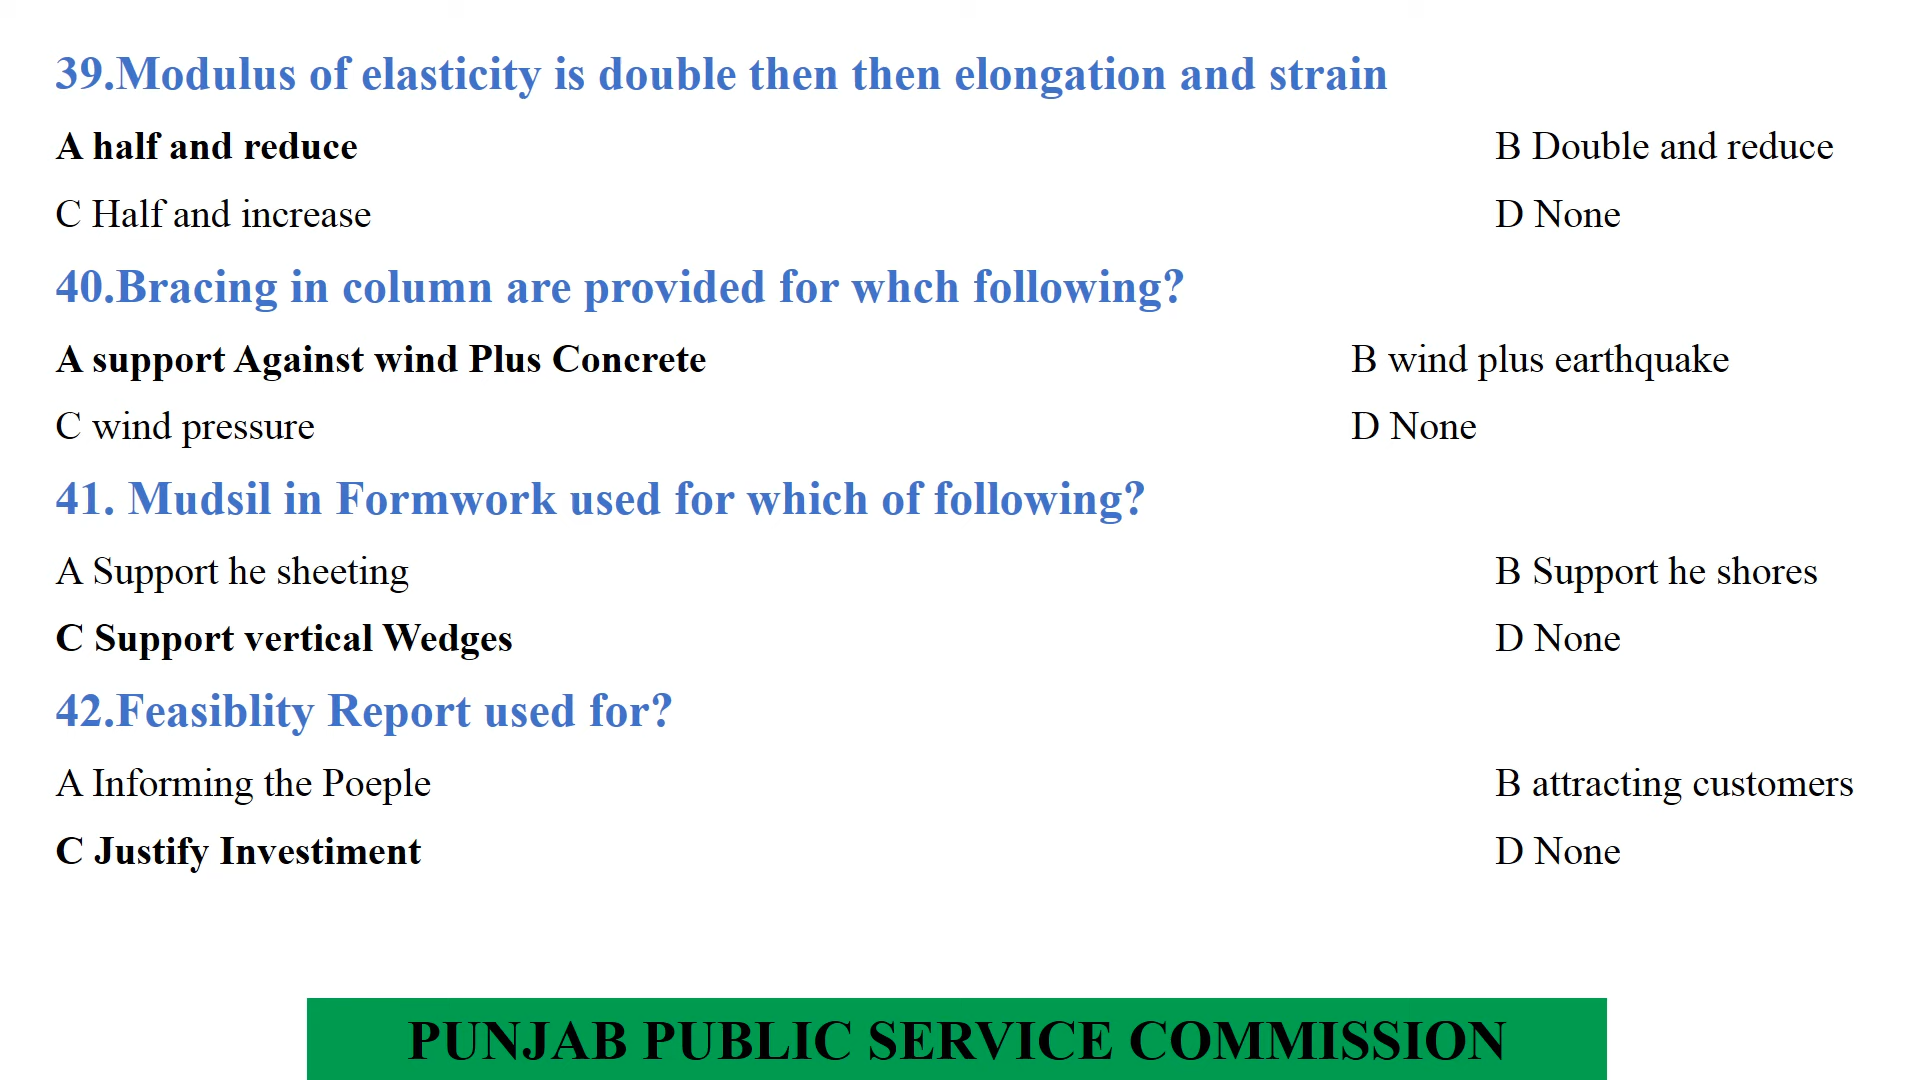 39.Modulus of elasticity is double then then elongation and strain
A half and reduce B Double and reduce
C Half and increase D None
40.Bracing in column are provided for whch following?
A support Against wind Plus Concrete B wind plus earthquake
C wind pressure D None
41. Mudsil in Formwork used for which of following?
A Support he sheeting B Support he shores
C Support vertical Wedges D None
42.Feasiblity Report used for?
A Informing the Poeple B attracting customers
C Justify Investiment D None
PUNJAB PUBLIC SERVICE COMMISSION